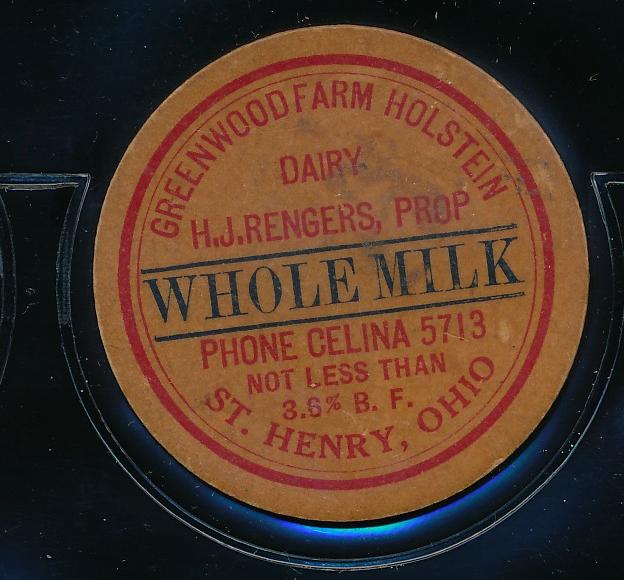 GREENWOOD FARM HOLSTEIN
DAIRY
H.J. RENGERS, PROP
WHOLE MILK
PHONE CELINA 5713
NOT LESS THAN
3.6% B. F.
ST. HENRY, OHIO